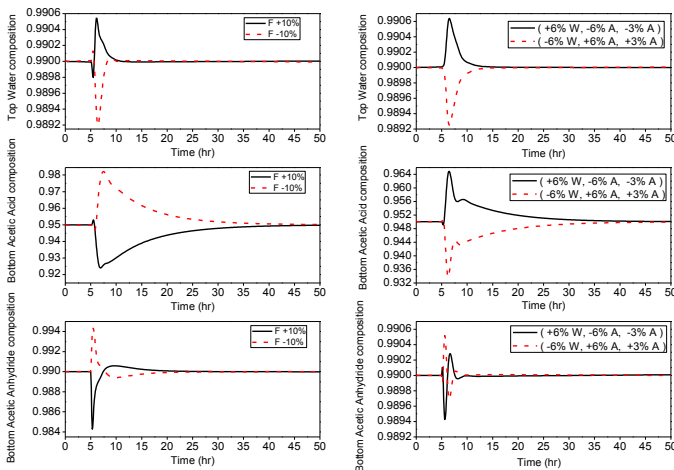 Top Water composition
0.9906
0.9904
0.9902
0.9900
0.9898
0.9896
0.9894
0.9892
F +10%
F -10%
0 5 10 15 20 25 30 35 40 45 50
Time (hr)
Top Water composition
0.9906
0.9904
0.9902
0.9900
0.9898
0.9896
0.9894
0.9892
( +6% W, -6% A, -3% A )
(-6% W, +6% A, +3% A )
0 5 10 15 20 25 30 35 40 45 50
Time (hr)
Bottom Acetic Acid composition
0.98
0.97
0.96
0.95
0.94
0.93
0.92
F +10%
F -10%
0 5 10 15 20 25 30 35 40 45 50
Time (hr)
Bottom Acetic Acid composition
0.964
0.960
0.956
0.952
0.948
0.944
0.940
0.936
0.932
( +6% W, -6% A, -3% A )
(-6% W, +6% A, +3% A )
0 5 10 15 20 25 30 35 40 45 50
Time (hr)
Bottom Acetic Anhydride composition
0.994
0.992
0.990
0.988
0.986
0.984
F +10%
F -10%
0 5 10 15 20 25 30 35 40 45 50
Time (hr)
Bottom Acetic Anhydride composition
0.9906
0.9904
0.9902
0.9900
0.9898
0.9896
0.9894
0.9892
( +6% W, -6% A, -3% A )
(-6% W, +6% A, +3% A )
0 5 10 15 20 25 30 35 40 45 50
Time (hr)